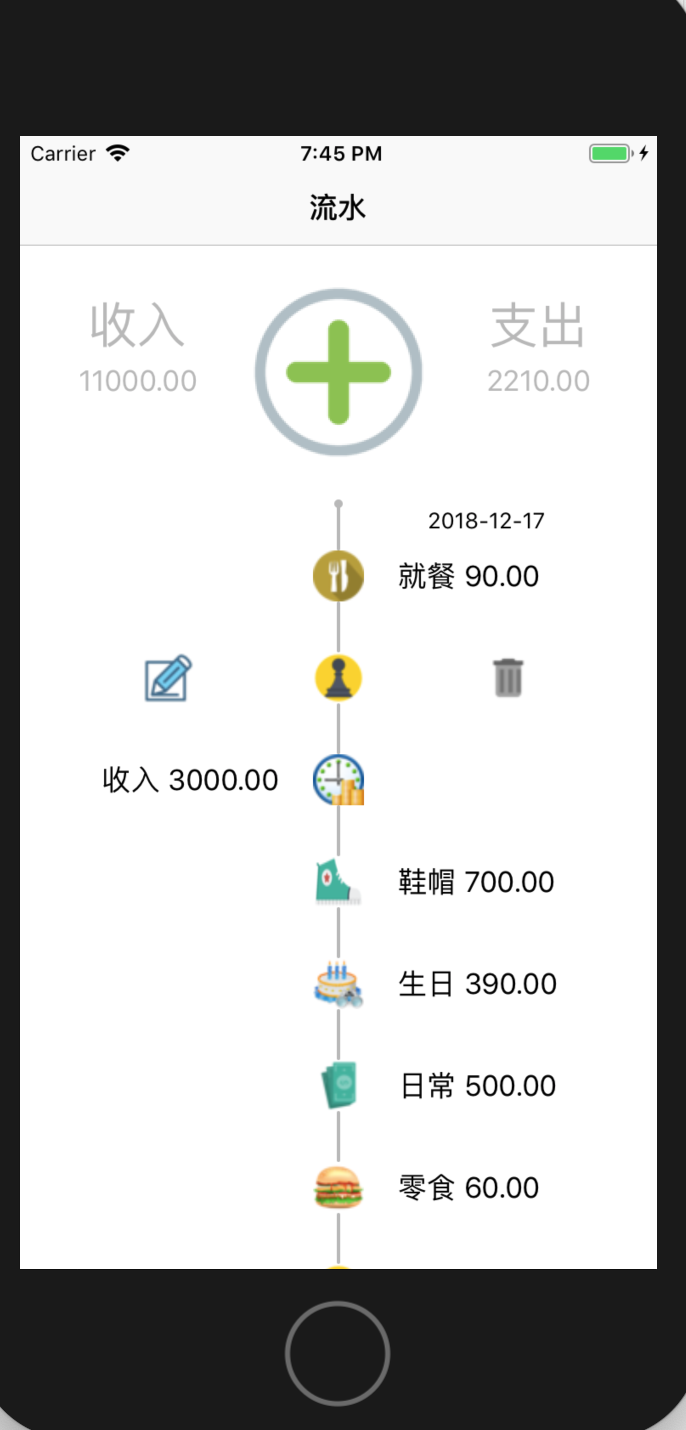 Carrier 7:45 PM
流水
收入 支出
11000.00 2210.00
2018-12-17
就餐 90.00
收入 3000.00
鞋帽 700.00
生日 390.00
日常 500.00
零食 60.00